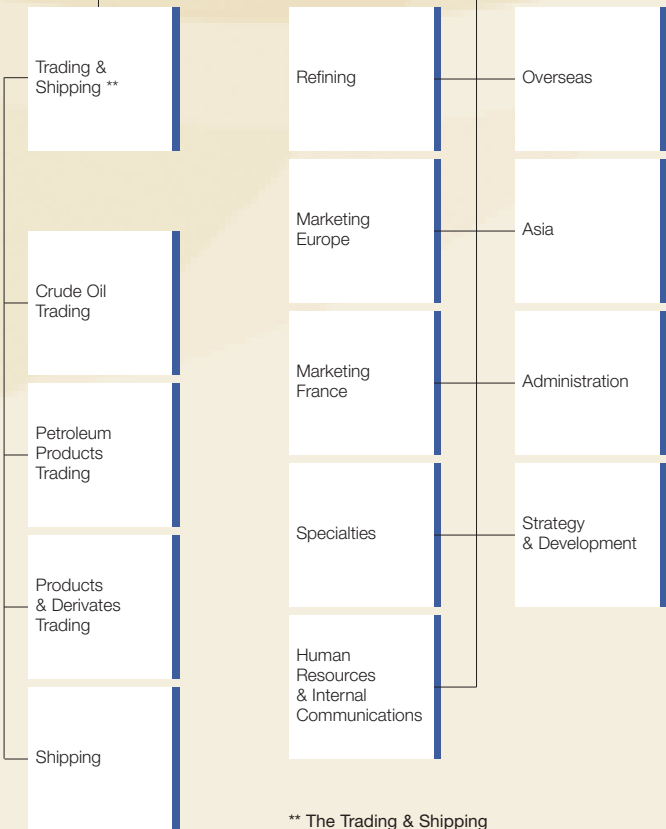 Trading &
Shipping **
Crude Oil
Trading
Petroleum
Products
Trading
Products
& Derivates
Trading
Shipping
Refining
Marketing
Europe
Marketing
France
Specialties
Human
Resources
& Internal
Communications
Overseas
Asia
Administration
Strategy
& Development
** The Trading & Shipping